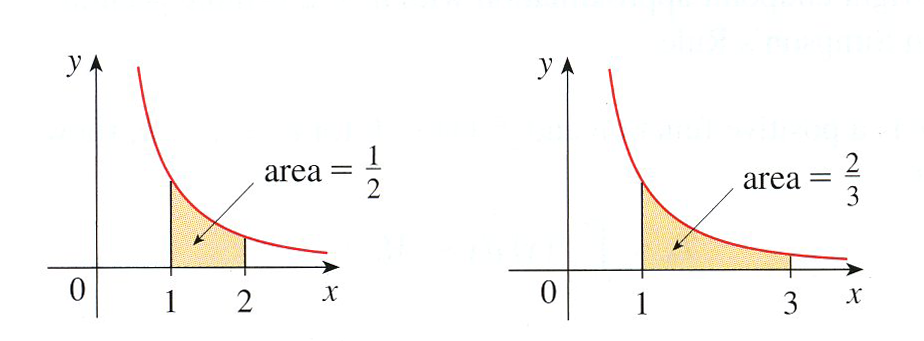 y
area = 1/2
0
1
2
x
y
area = 2/3
0
1
3
x